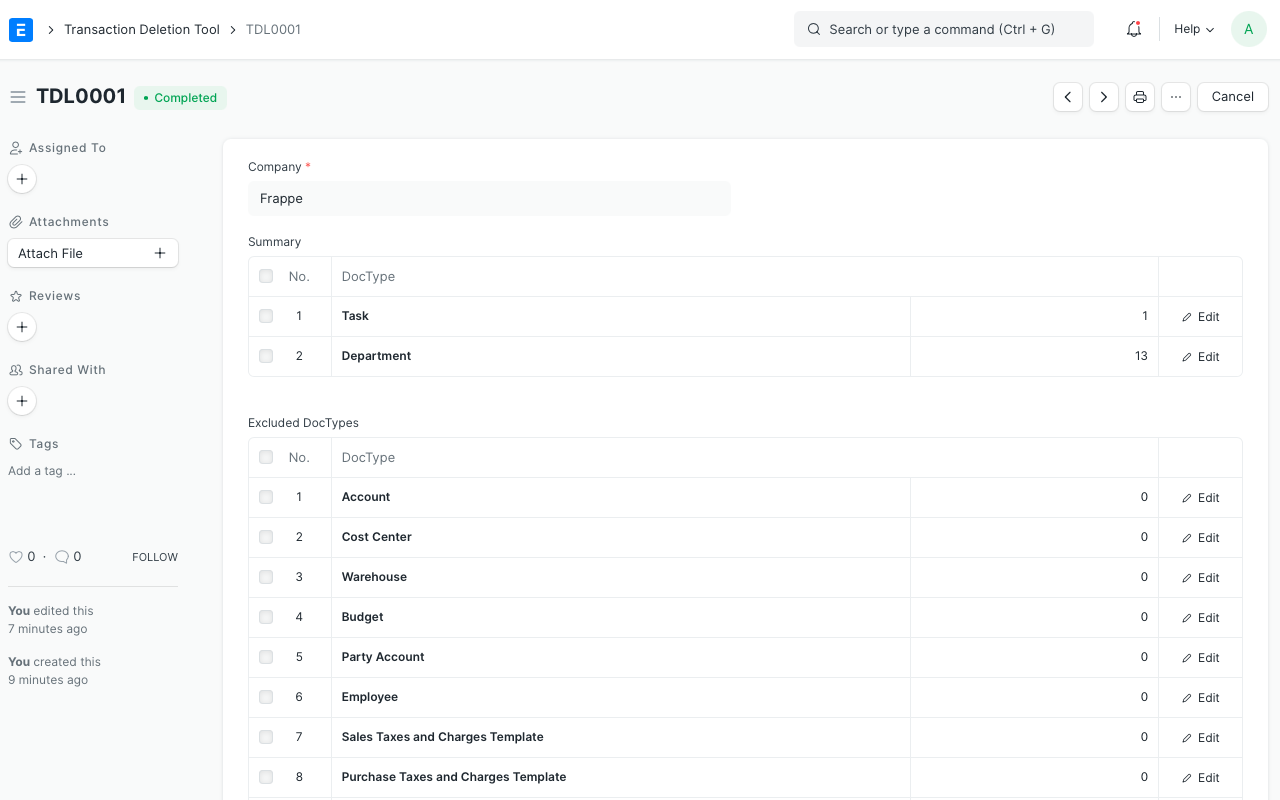 E
Transaction Deletion Tool
TDL0001
Search or type a command (Ctrl + G)
Help
A
TDL0001
Completed
Cancel
Assigned To
Attachments
Attach File
Reviews
Shared With
Tags
Add a tag ...
0 · 0 FOLLOW
You edited this
7 minutes ago
You created this
9 minutes ago
Company *
Frappe
Summary
No. DocType
1 Task 1 Edit
2 Department 13 Edit
Excluded DocTypes
No. DocType
1 Account 0 Edit
2 Cost Center 0 Edit
3 Warehouse 0 Edit
4 Budget 0 Edit
5 Party Account 0 Edit
6 Employee 0 Edit
7 Sales Taxes and Charges Template 0 Edit
8 Purchase Taxes and Charges Template 0 Edit